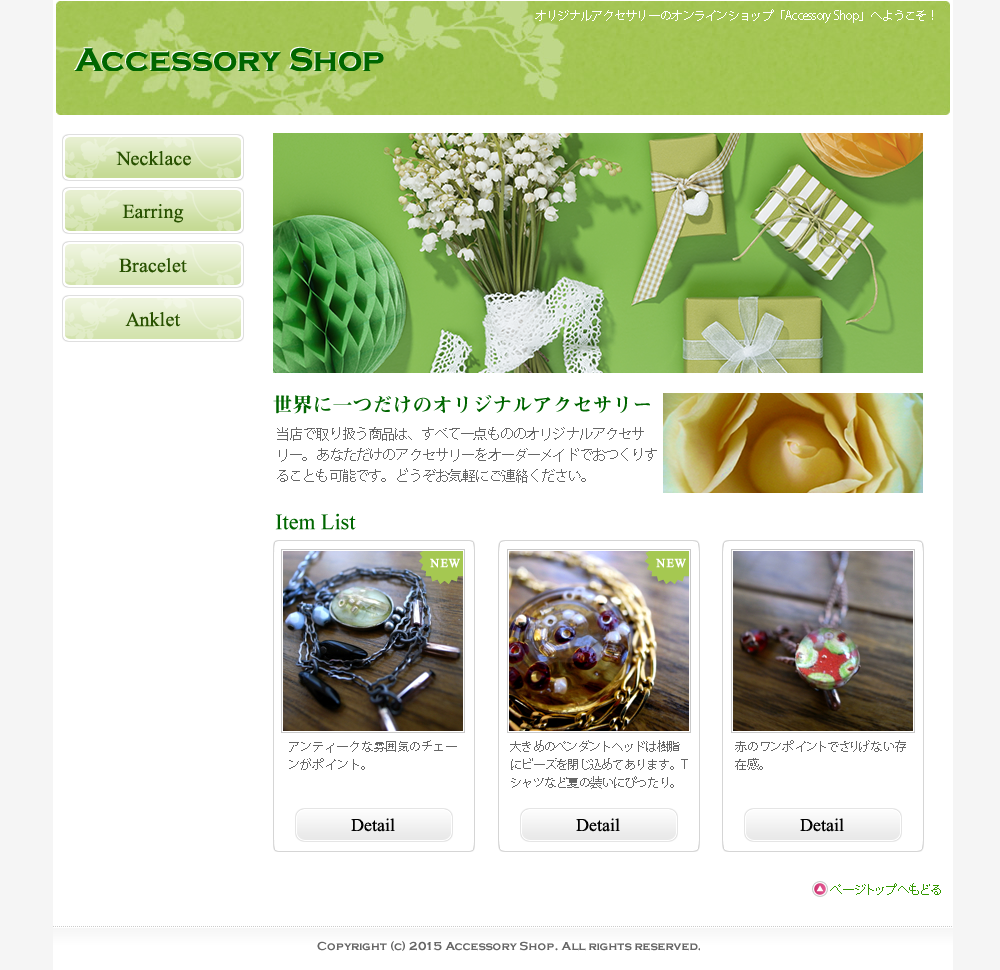 オリジナルアクセサリーのオンラインショップ「Accessory Shop」へようこそ！
Accessory Shop
Necklace
Earring
Bracelet
Anklet
世界に一つだけのオリジナルアクセサリー
当店で取り扱う商品は、すべて一点もののオリジナルアクセサ
リー。あなただけのアクセサリーをオーダーメイドでおつくりす
ることも可能です。どうぞお気軽にご連絡ください。
Item List
NEW
アンティークな雰囲気のチェー
ンがポイント。
Detail
NEW
大きめのペンダントヘッドは樹脂
にビーズを閉じ込めてあります。T
シャツなど夏の装いにぴったり。
Detail
赤のワンポイントでさりげない存
在感。
Detail
ページトップへもどる
Copyright (c) 2015 Accessory Shop. All rights reserved.